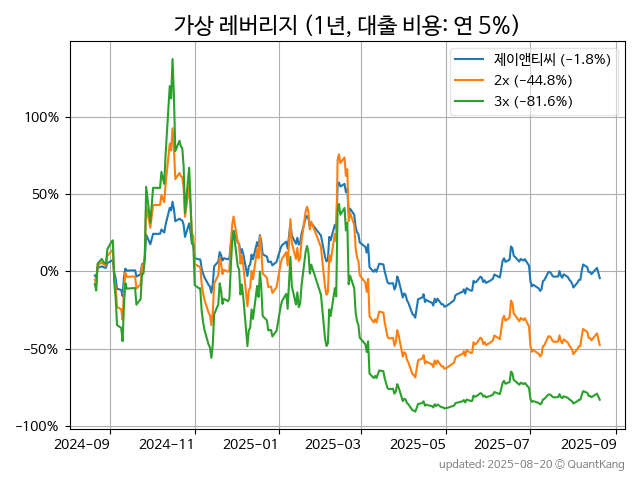 가상 레버리지 (1년, 대출 비용: 연 5%)
제이앤티씨 (−1.8%)
2x (−44.8%)
3x (−81.6%)
100%
50%
0%
−50%
−100%
2024-09 2024-11 2025-01 2025-03 2025-05 2025-07 2025-09
updated: 2025-08-20 © QuantKang